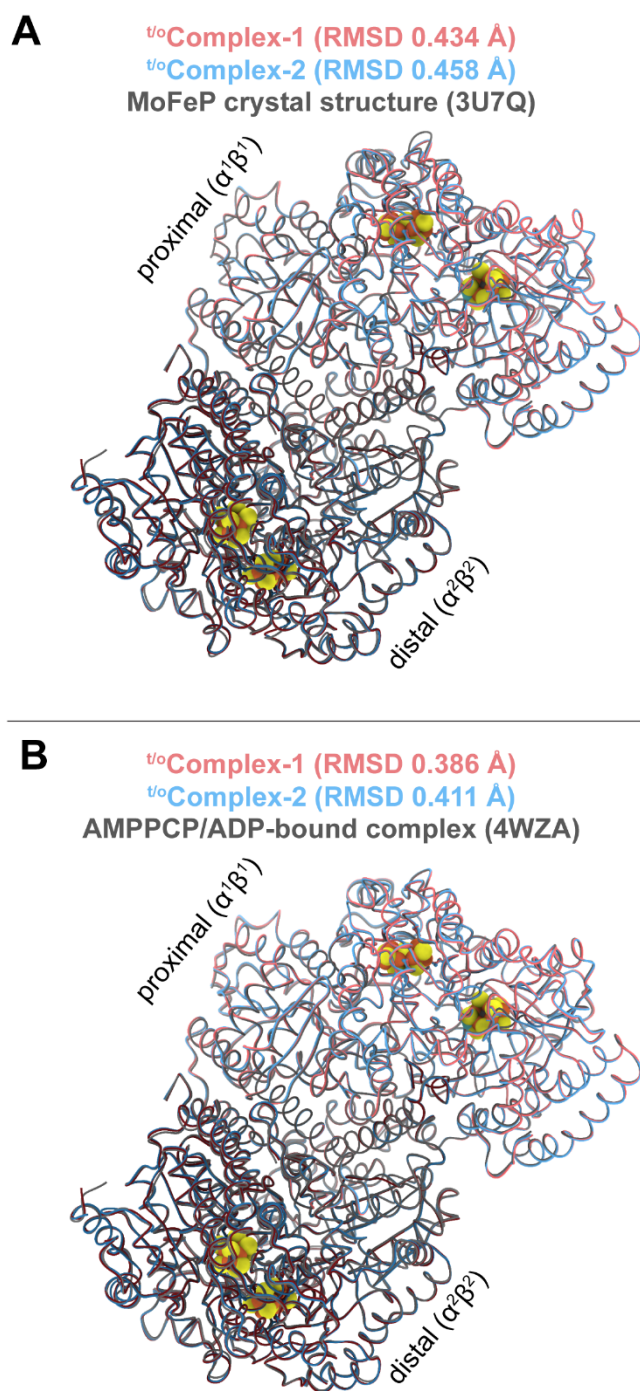 A
t/oComplex-1 (RMSD 0.434 Å)
t/oComplex-2 (RMSD 0.458 Å)
MoFeP crystal structure (3U7Q)
proximal (α¹β¹)
distal (α²β²)
B
t/oComplex-1 (RMSD 0.386 Å)
t/oComplex-2 (RMSD 0.411 Å)
AMPPCP/ADP-bound complex (4WZA)
proximal (α¹β¹)
distal (α²β²)